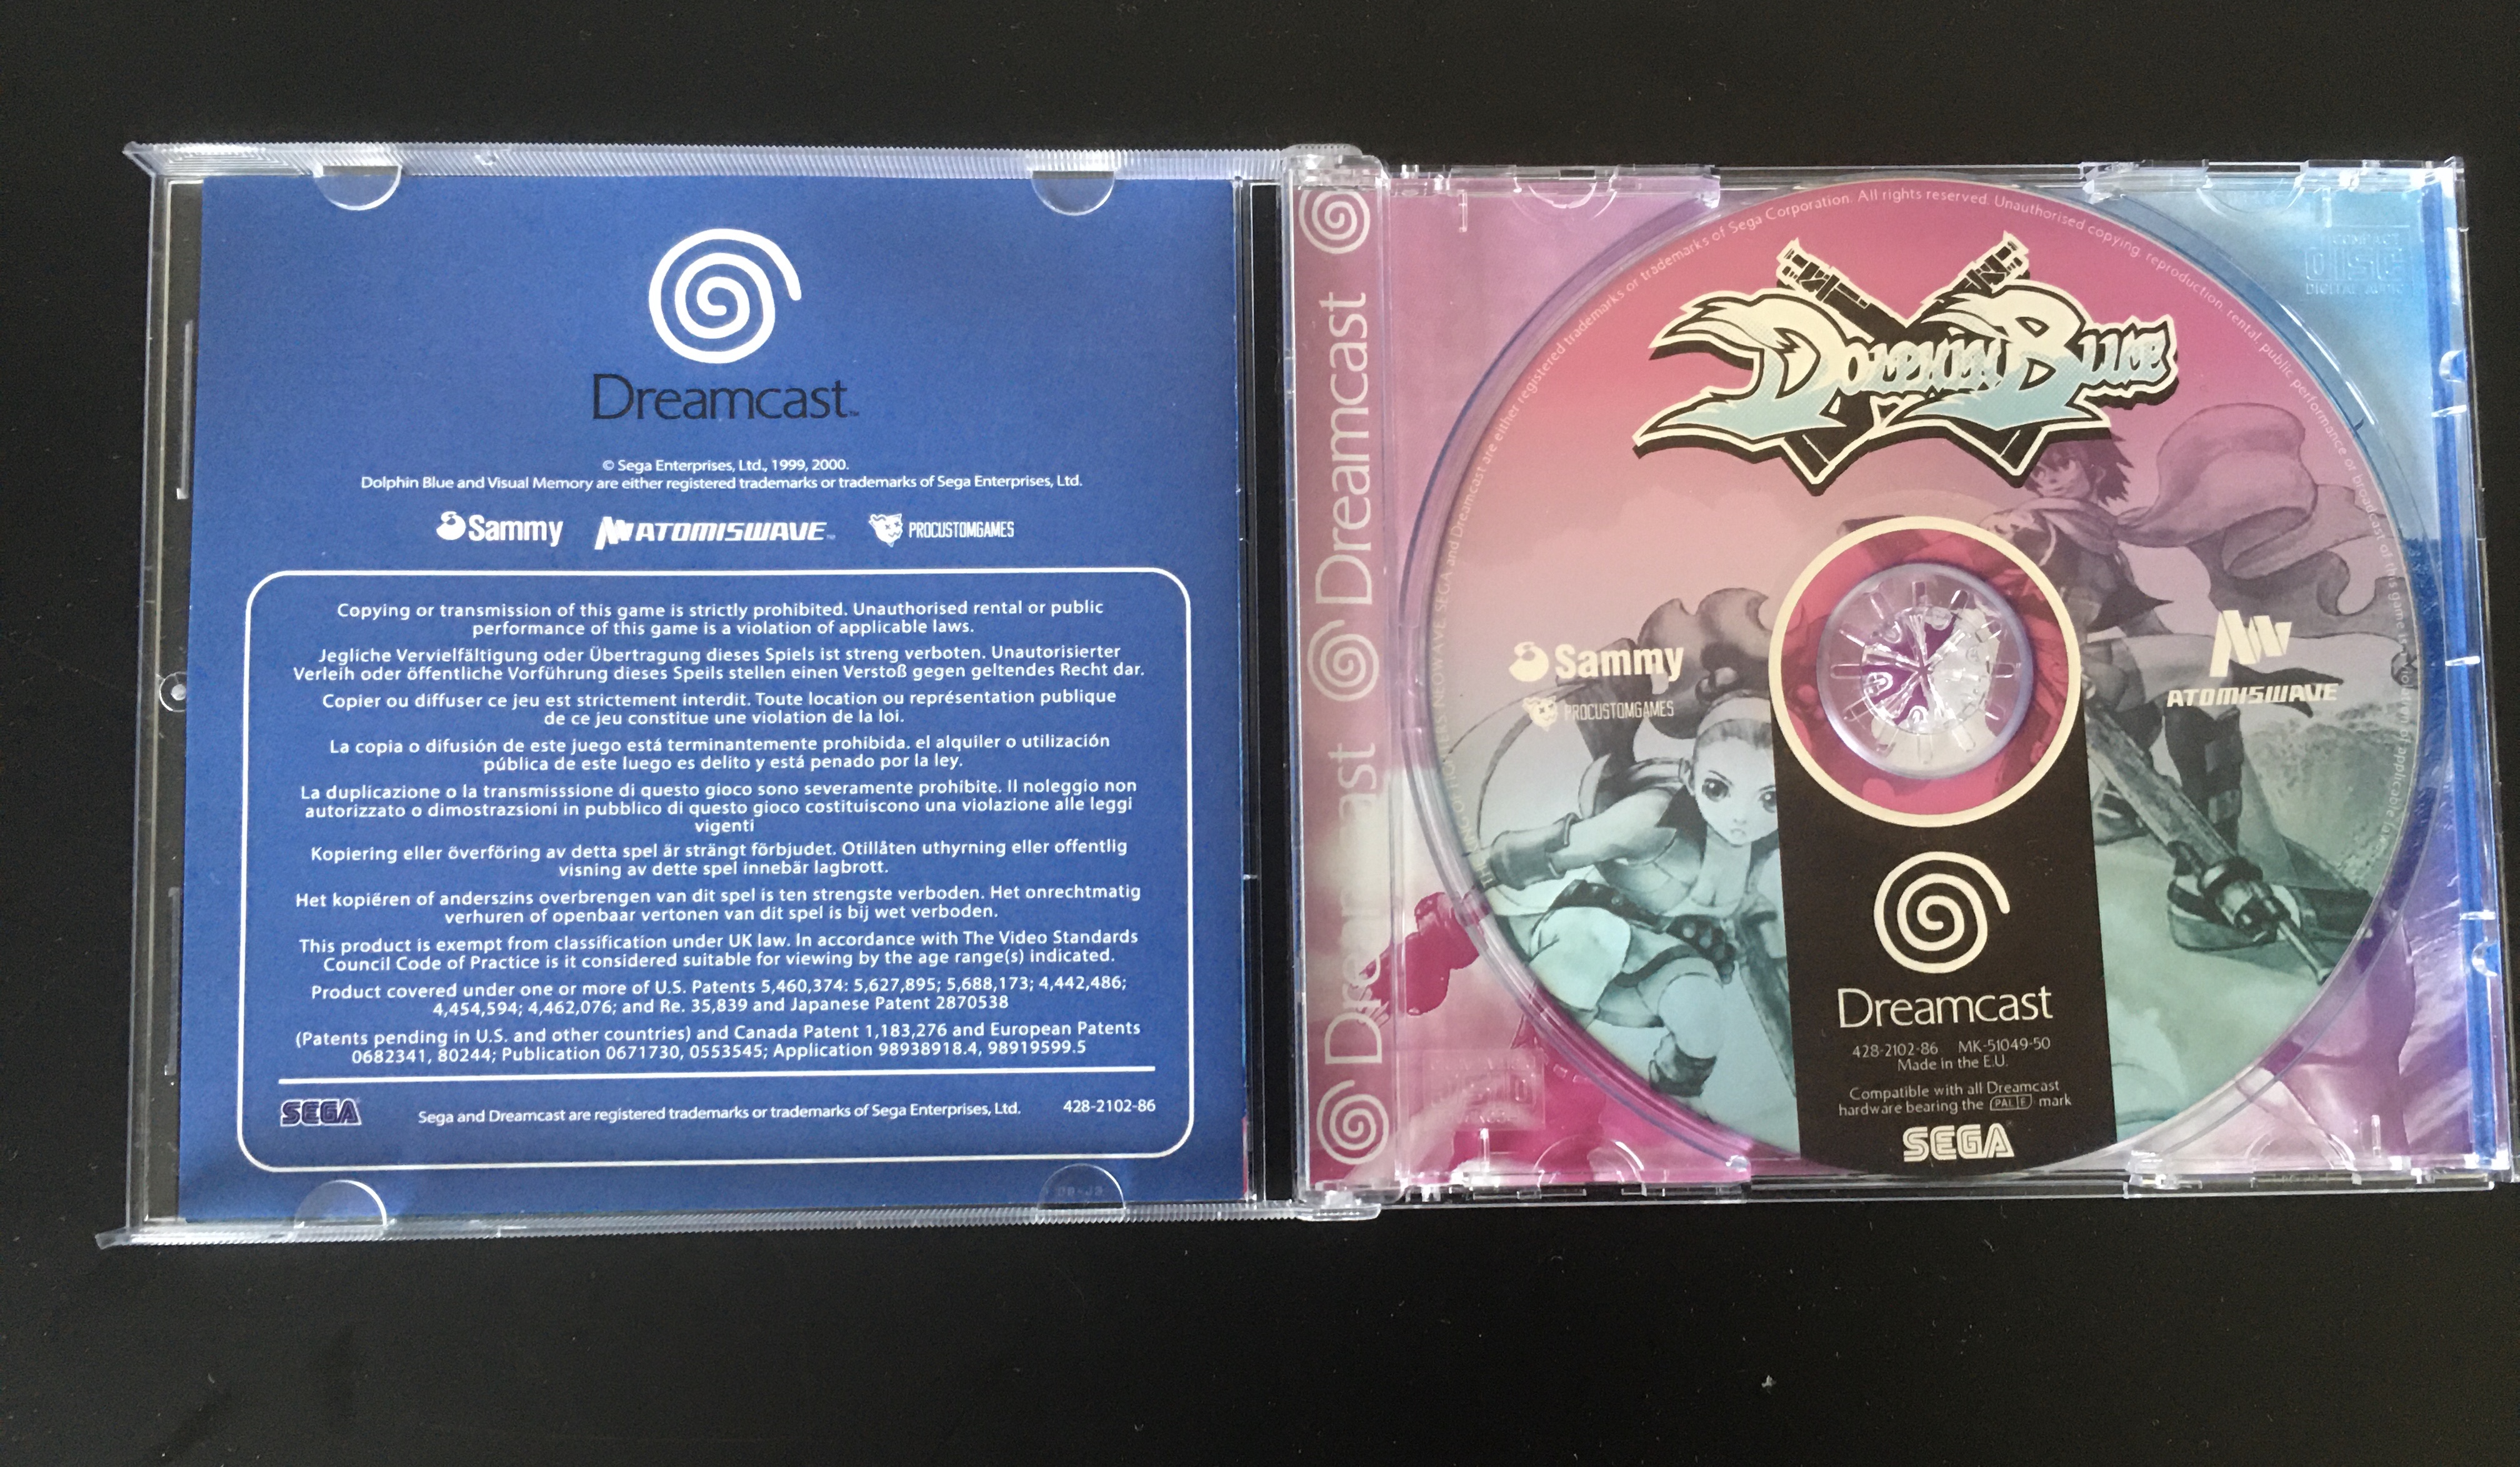 Dreamcast™
© Sega Enterprises, Ltd., 1999, 2000.
Dolphin Blue and Visual Memory are either registered trademarks or trademarks of Sega Enterprises, Ltd.
Sammy ATOMISWAVE™ PROCUSTOMGAMES
Copying or transmission of this game is strictly prohibited. Unauthorised rental or public
performance of this game is a violation of applicable laws.
Jegliche Vervielfältigung oder Übertragung dieses Spiels ist streng verboten. Unautorisierter
Verleih oder öffentliche Vorführung dieses Speils stellen einen Verstoß gegen geltendes Recht dar.
Copier ou diffuser ce jeu est strictement interdit. Toute location ou représentation publique
de ce jeu constitue une violation de la loi.
La copia o difusión de este juego está terminantemente prohibida. el alquiler o utilización
pública de este luego es delito y está penado por la ley.
La duplicazione o la transmisssione di questo gioco sono severamente prohibite. Il noleggio non
autorizzato o dimostrazsioni in pubblico di questo gioco costituiscono una violazione alle leggi
vigenti
Kopiering eller överföring av detta spel är strängt förbjudet. Otillåten uthyrning eller offentlig
visning av dette spel innebär lagbrott.
Het kopiëren of anderszins overbrengen van dit spel is ten strengste verboden. Het onrechtmatig
verhuren of openbaar vertonen van dit spel is bij wet verboden.
This product is exempt from classification under UK law. In accordance with The Video Standards
Council Code of Practice is it considered suitable for viewing by the age range(s) indicated.
Product covered under one or more of U.S. Patents 5,460,374: 5,627,895; 5,688,173; 4,442,486;
4,454,594; 4,462,076; and Re. 35,839 and Japanese Patent 2870538
(Patents pending in U.S. and other countries) and Canada Patent 1,183,276 and European Patents
0682341, 80244; Publication 0671730, 0553545; Application 98938918.4, 98919599.5
SEGA Sega and Dreamcast are registered trademarks or trademarks of Sega Enterprises, Ltd. 428-2102-86
Dreamcast Dreamcast Dreamcast
COMPACT
disc
DIGITAL AUDIO
SEGA, and Dreamcast are either registered trademarks or trademarks of Sega Corporation. All rights reserved. Unauthorised copying, reproduction, rental, public performance or broadcast of this game is a violation of applicable laws.
Dolphin Blue
Sammy
PROCUSTOMGAMES
ATOMISWAVE
Dreamcast
428-2102-86 MK-51049-50
Made in the E.U.
Compatible with all Dreamcast
hardware bearing the PAL E mark
SEGA